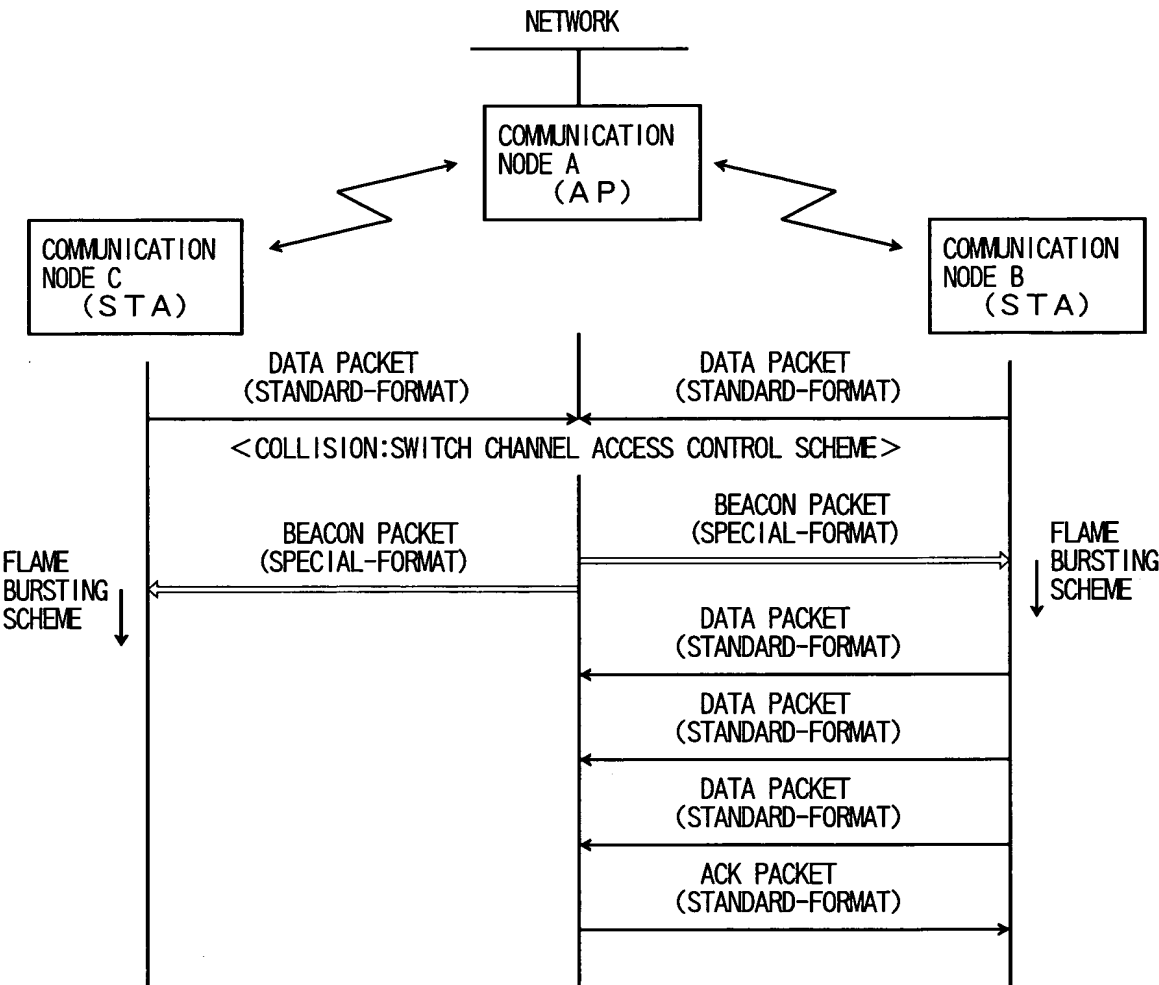 NETWORK
COMMUNICATION
NODE A
(AP)
COMMUNICATION
NODE C
(STA)
COMMUNICATION
NODE B
(STA)
DATA PACKET
(STANDARD-FORMAT)
DATA PACKET
(STANDARD-FORMAT)
<COLLISION:SWITCH CHANNEL ACCESS CONTROL SCHEME>
BEACON PACKET
(SPECIAL-FORMAT)
BEACON PACKET
(SPECIAL-FORMAT)
FLAME
BURSTING
SCHEME
FLAME
BURSTING
SCHEME
DATA PACKET
(STANDARD-FORMAT)
DATA PACKET
(STANDARD-FORMAT)
DATA PACKET
(STANDARD-FORMAT)
ACK PACKET
(STANDARD-FORMAT)